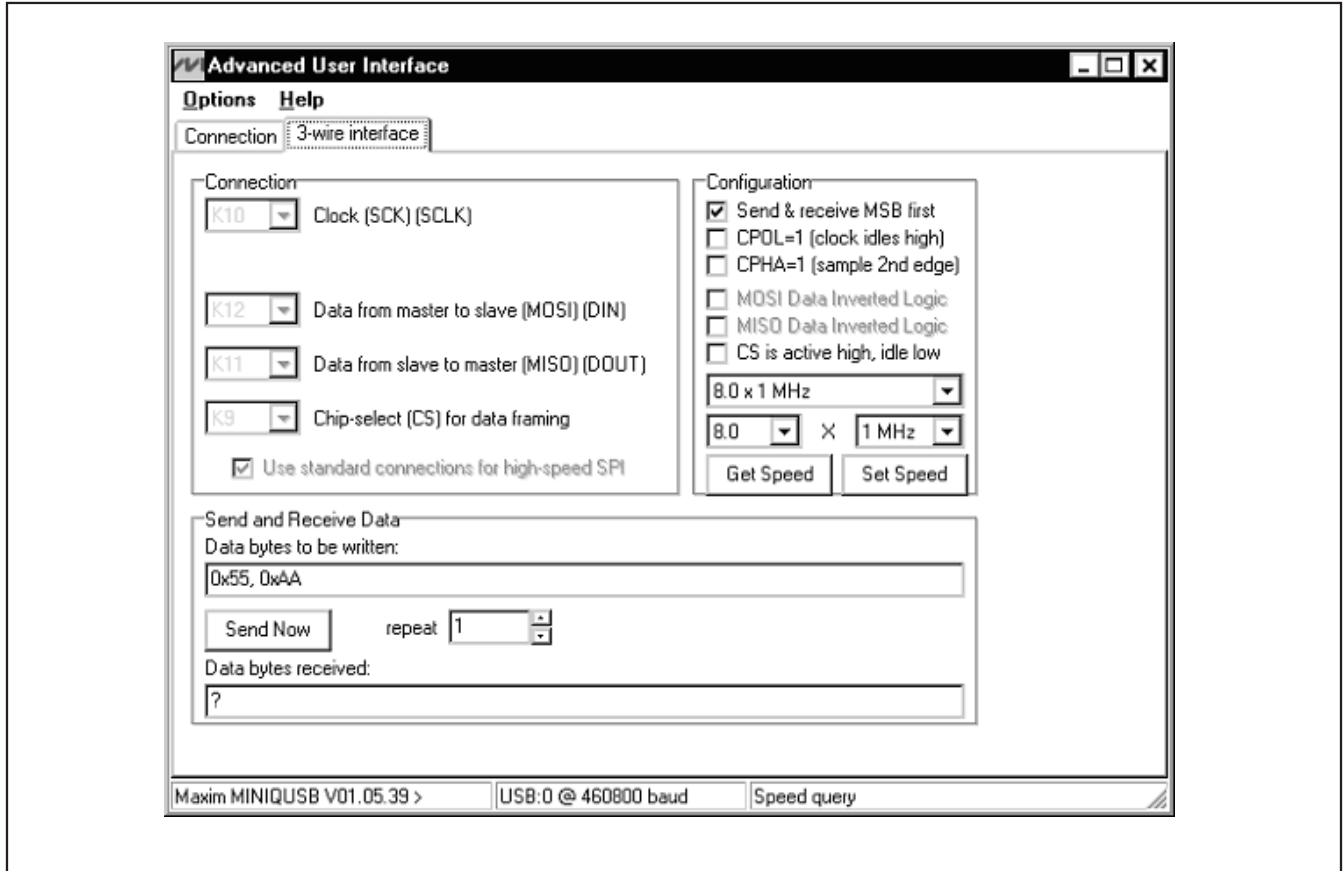 Advanced User Interface
Options Help
Connection 3-wire interface
Connection
K10 Clock (SCK) (SCLK)
K12 Data from master to slave (MOSI) (DIN)
K11 Data from slave to master (MISO) (DOUT)
K9 Chip-select (CS) for data framing
Use standard connections for high-speed SPI
Configuration
Send & receive MSB first
CPOL=1 (clock idles high)
CPHA=1 (sample 2nd edge)
MOSI Data Inverted Logic
MISO Data Inverted Logic
CS is active high, idle low
8.0 x 1 MHz
8.0 X 1 MHz
Get Speed Set Speed
Send and Receive Data
Data bytes to be written:
0x55, 0xAA
Send Now repeat 1
Data bytes received:
?
Maxim MINIQUSB V01.05.39 > USB:0 @ 460800 baud Speed query